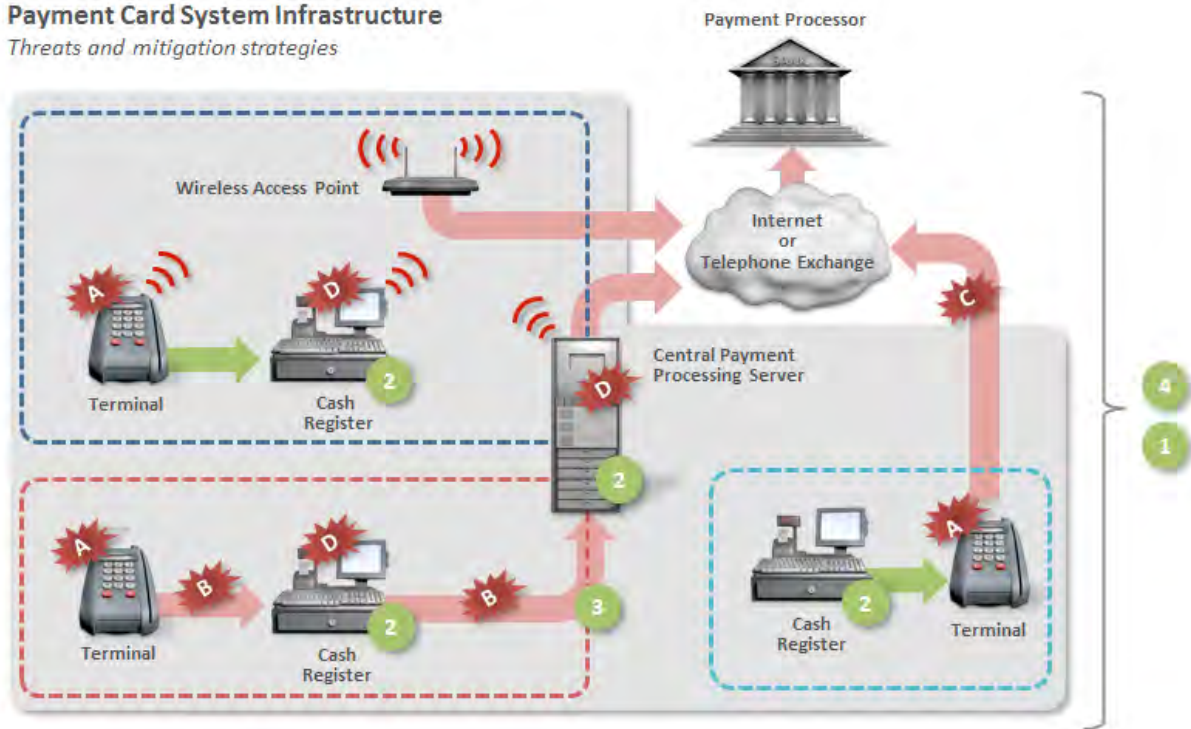 Payment Card System Infrastructure
Threats and mitigation strategies
Payment Processor
BANK
Wireless Access Point
Internet
or
Telephone Exchange
A
D
C
Central Payment
Processing Server
D
2
Terminal
Cash
Register
4
1
2
A
D
A
B
B
2
3
2
Terminal
Cash
Register
Cash
Register
Terminal